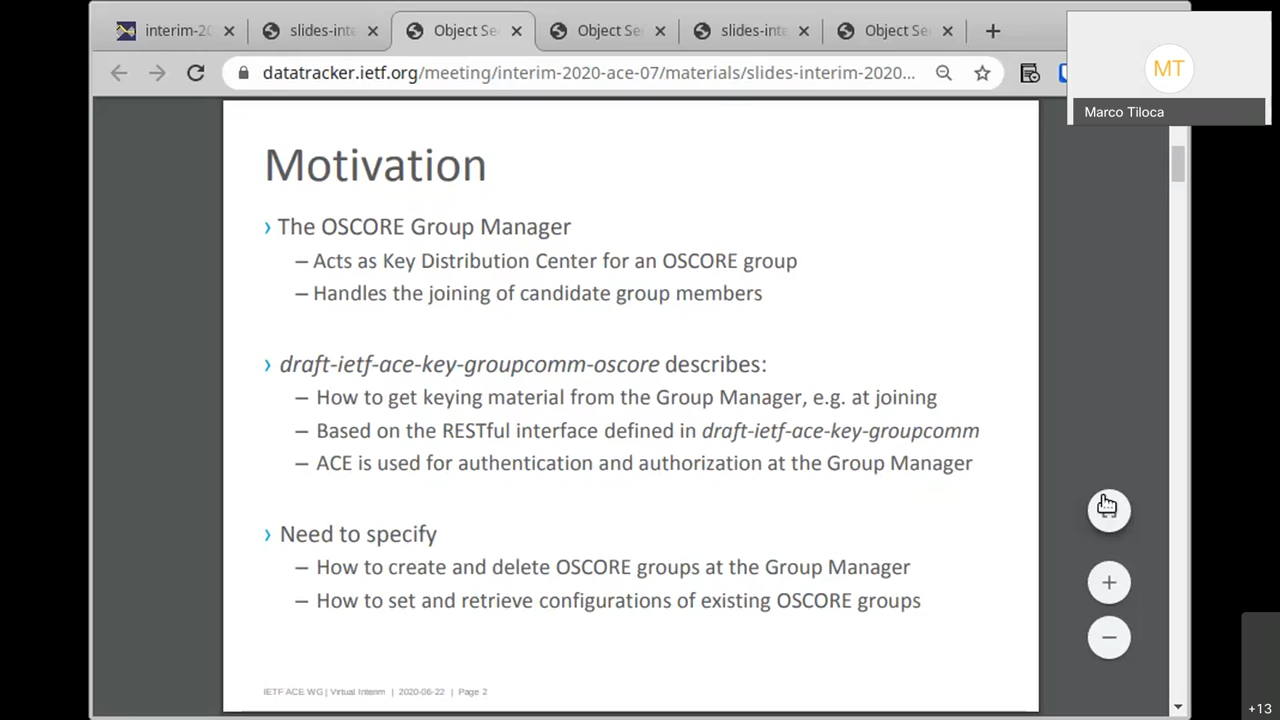 interim-20
slides-inte
Object Se
Object Se
slides-inte
Object Se
datatracker.ietf.org/meeting/interim-2020-ace-07/materials/slides-interim-2020...
MT
Marco Tiloca
Motivation
› The OSCORE Group Manager
– Acts as Key Distribution Center for an OSCORE group
– Handles the joining of candidate group members
› draft-ietf-ace-key-groupcomm-oscore describes:
– How to get keying material from the Group Manager, e.g. at joining
– Based on the RESTful interface defined in draft-ietf-ace-key-groupcomm
– ACE is used for authentication and authorization at the Group Manager
› Need to specify
– How to create and delete OSCORE groups at the Group Manager
– How to set and retrieve configurations of existing OSCORE groups
IETF ACE WG | Virtual Interim | 2020-06-22 | Page 2
+13